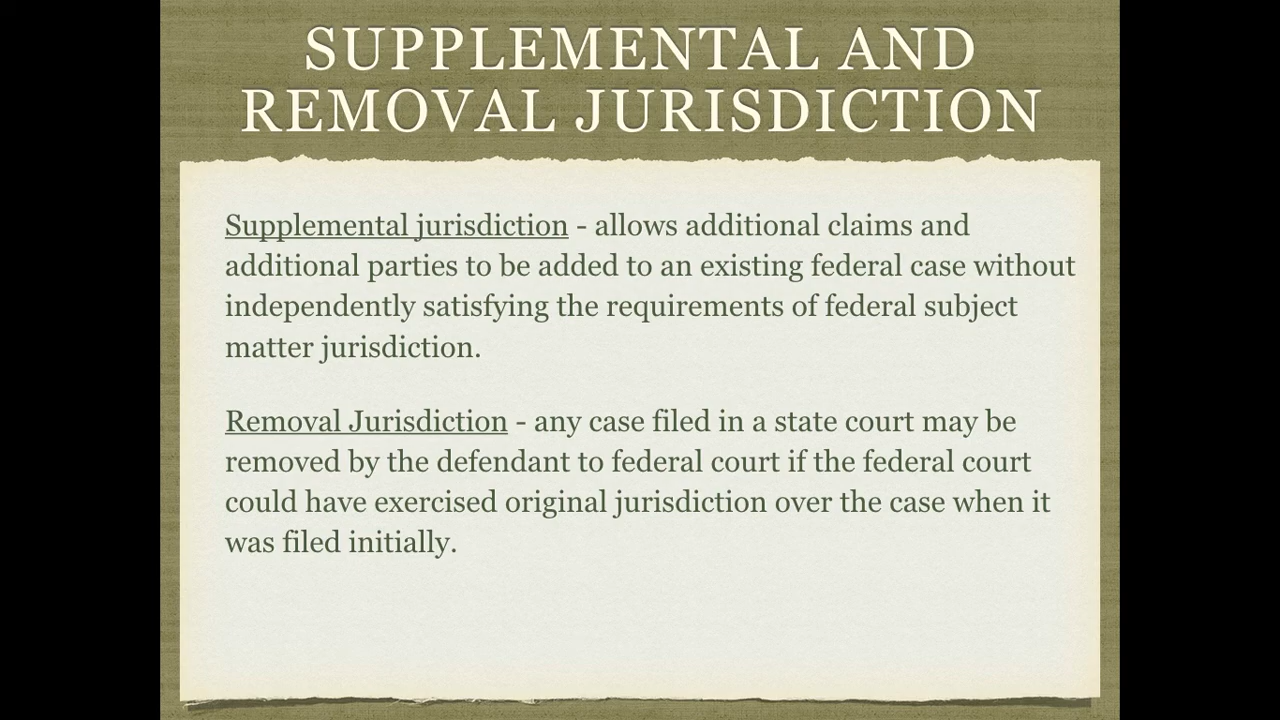 SUPPLEMENTAL AND
REMOVAL JURISDICTION
Supplemental jurisdiction - allows additional claims and
additional parties to be added to an existing federal case without
independently satisfying the requirements of federal subject
matter jurisdiction.
Removal Jurisdiction - any case filed in a state court may be
removed by the defendant to federal court if the federal court
could have exercised original jurisdiction over the case when it
was filed initially.